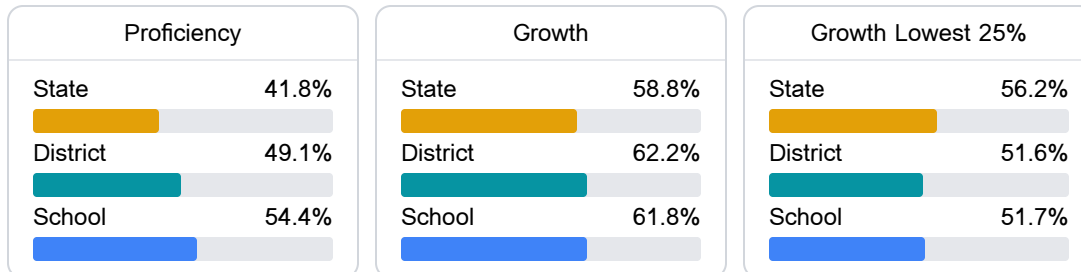 Proficiency
State 41.8%
District 49.1%
School 54.4%
Growth
State 58.8%
District 62.2%
School 61.8%
Growth Lowest 25%
State 56.2%
District 51.6%
School 51.7%